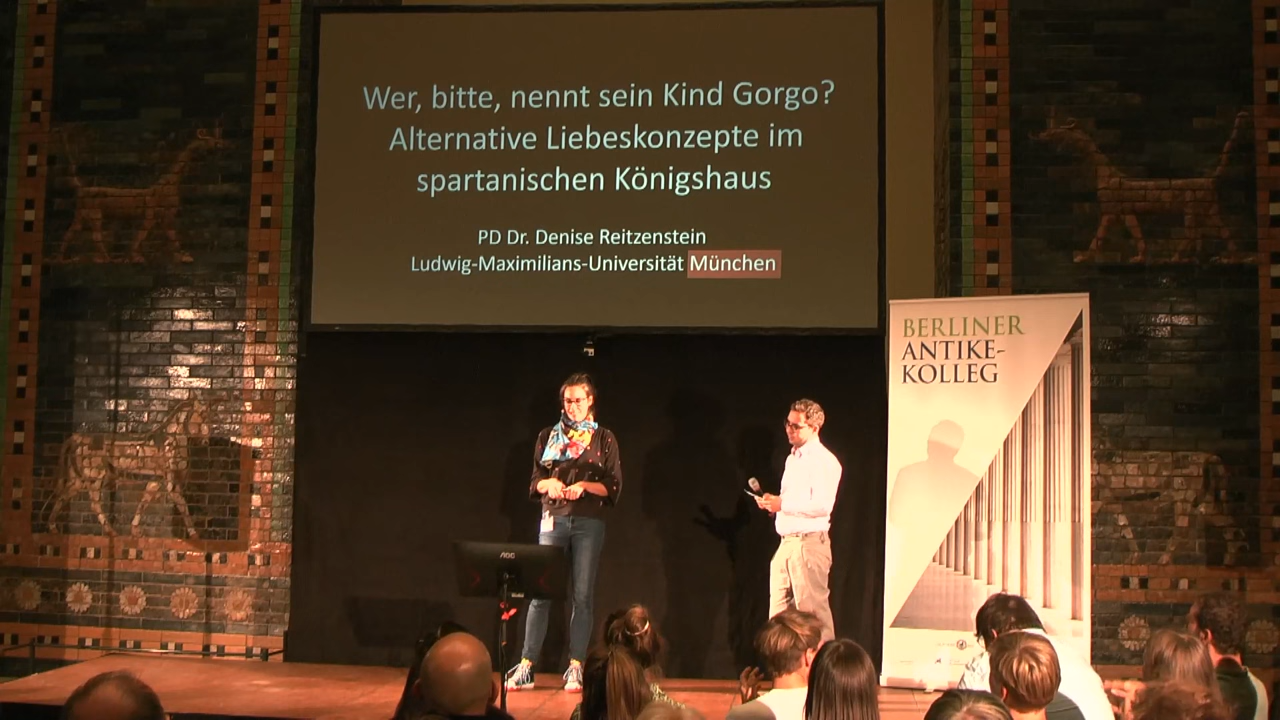 Wer, bitte, nennt sein Kind Gorgo?
Alternative Liebeskonzepte im
spartanischen Königshaus
PD Dr. Denise Reitzenstein
Ludwig-Maximilians-Universität München
BERLINER
ANTIKE-
KOLLEG
AOC